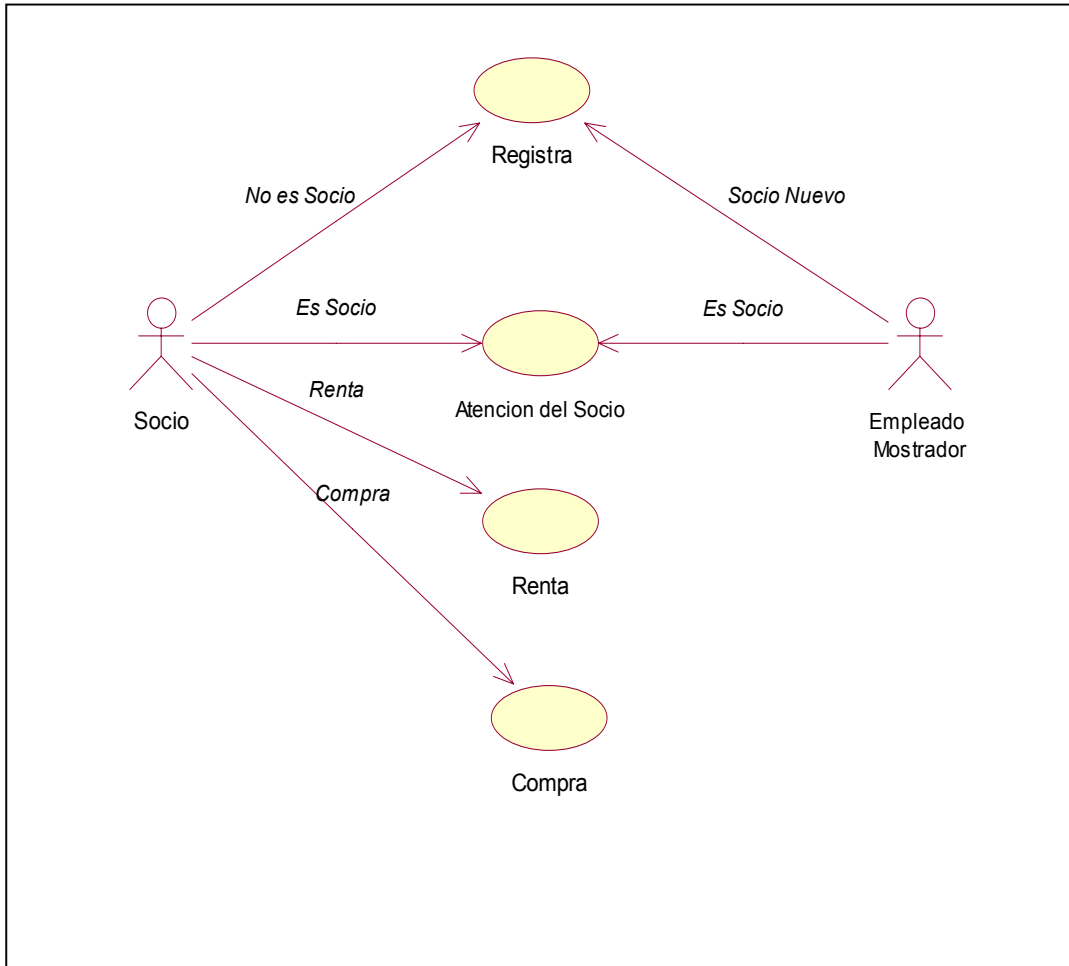 Registra
No es Socio
Socio Nuevo
Es Socio
Es Socio
Renta
Atencion del Socio
Socio
Empleado
Mostrador
Compra
Renta
Compra